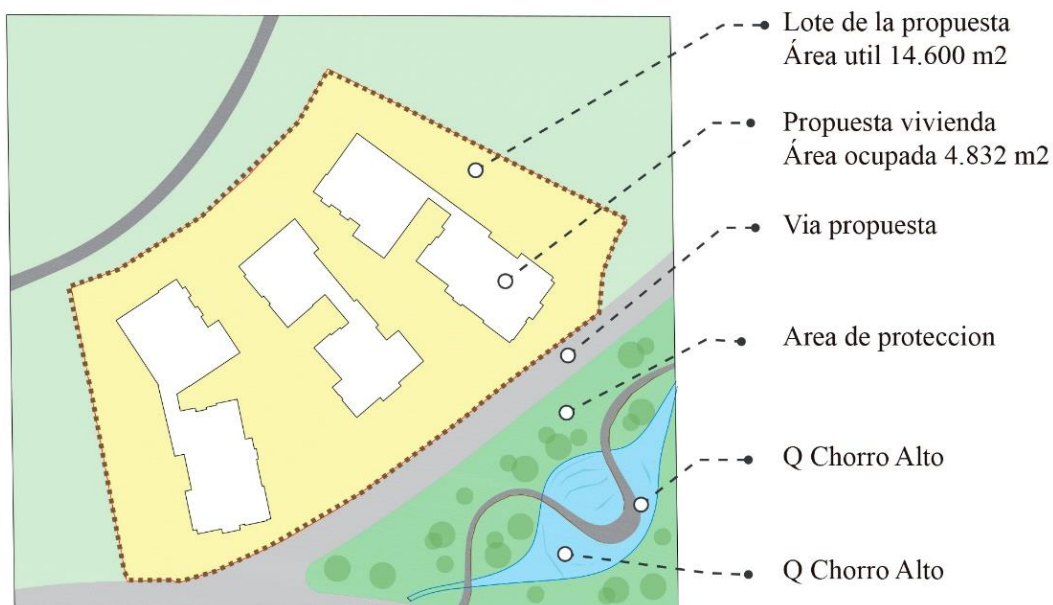 Lote de la propuesta
Área util 14.600 m2
Propuesta vivienda
Área ocupada 4.832 m2
Via propuesta
Area de proteccion
Q Chorro Alto
Q Chorro Alto